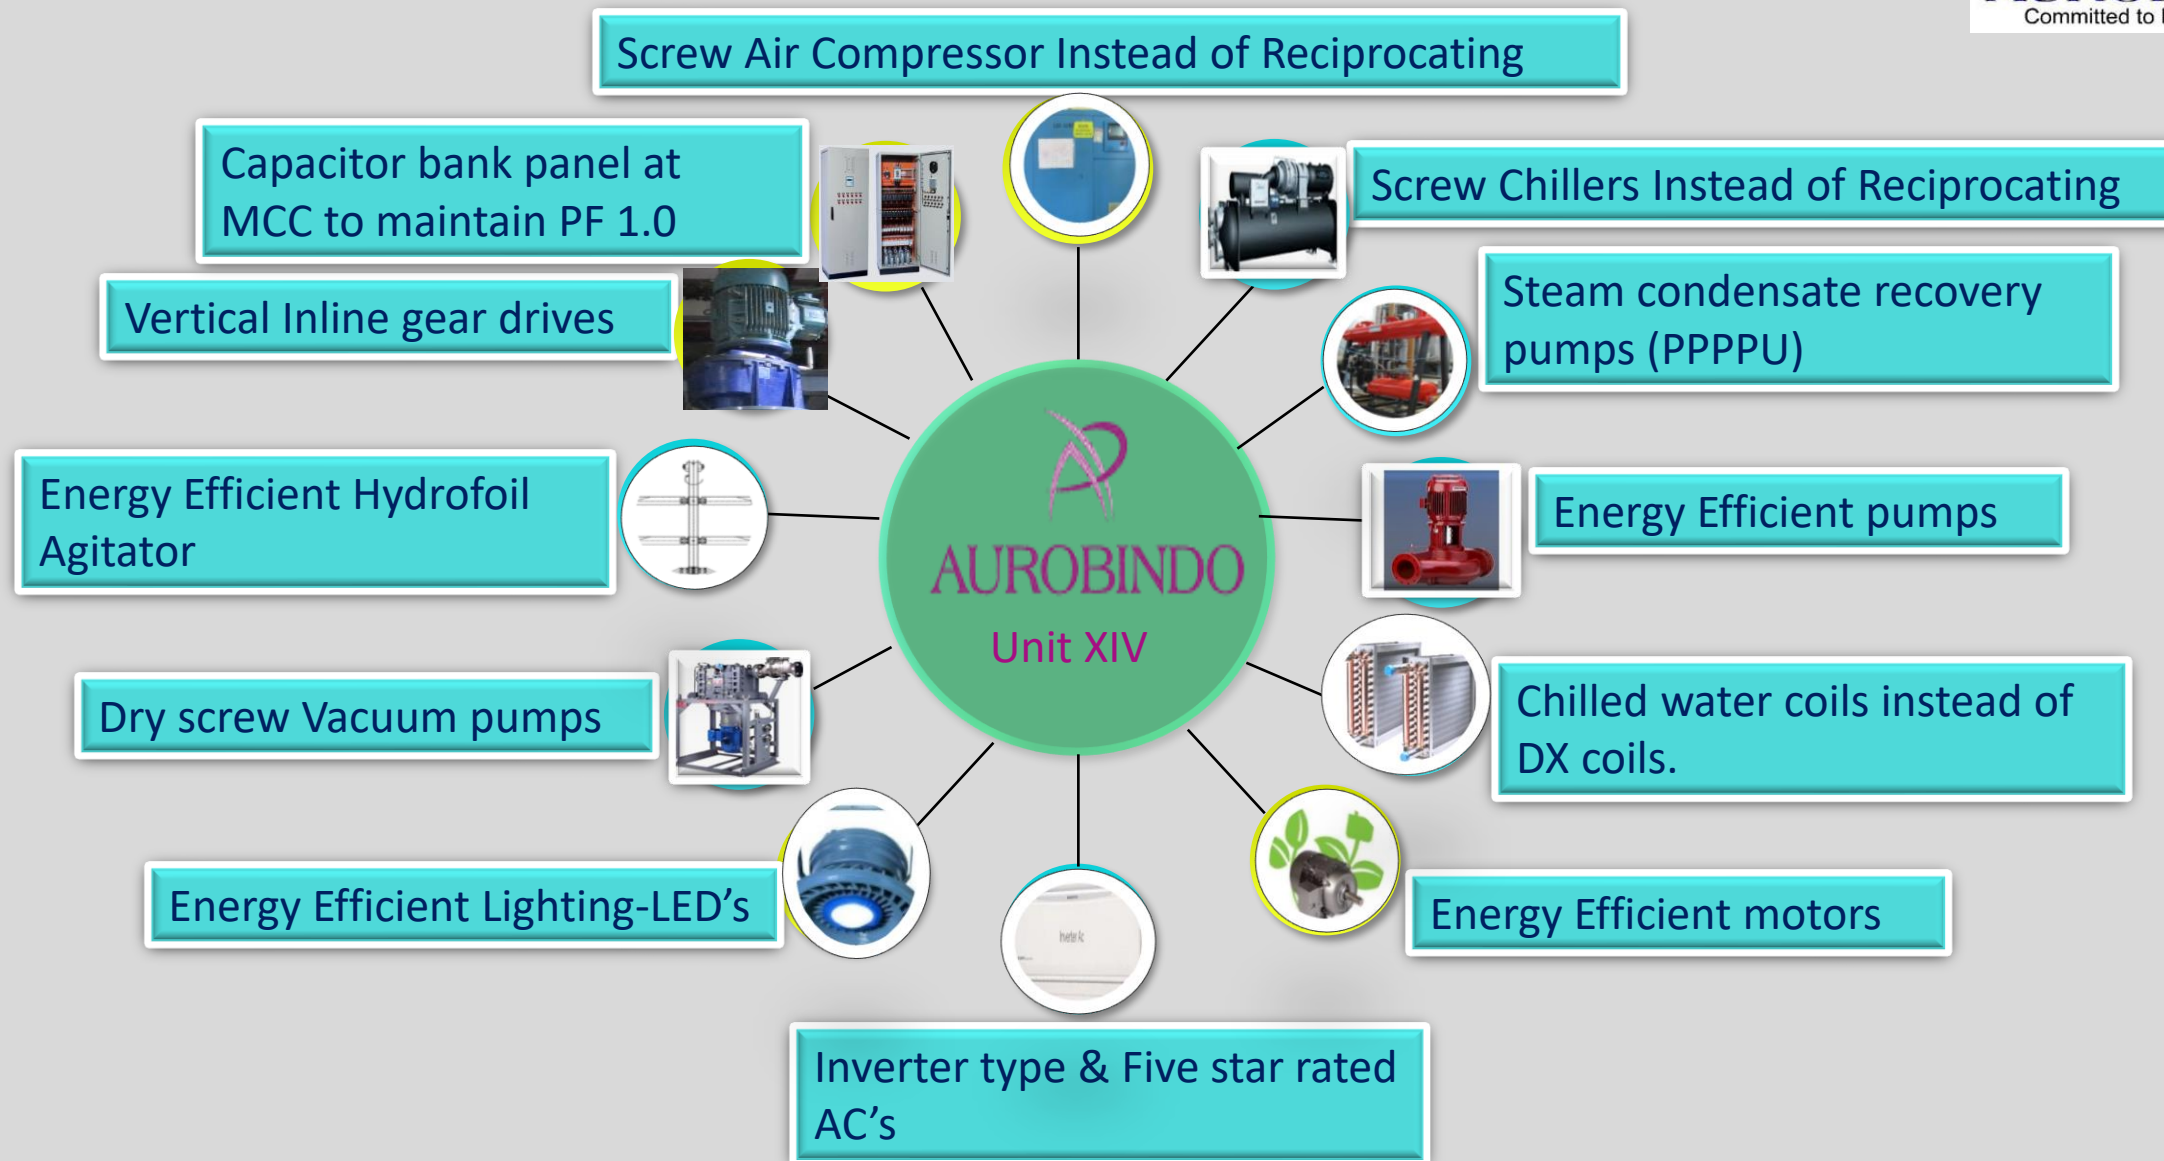 Committed to
Screw Air Compressor Instead of Reciprocating
Capacitor bank panel at
MCC to maintain PF 1.0
Screw Chillers Instead of Reciprocating
Vertical Inline gear drives
Steam condensate recovery
pumps (PPPPU)
Energy Efficient Hydrofoil
Agitator
Energy Efficient pumps
AUROBINDO
Unit XIV
Dry screw Vacuum pumps
Chilled water coils instead of
DX coils.
Energy Efficient Lighting-LED's
Energy Efficient motors
Inverter Ac
Inverter type & Five star rated
AC's